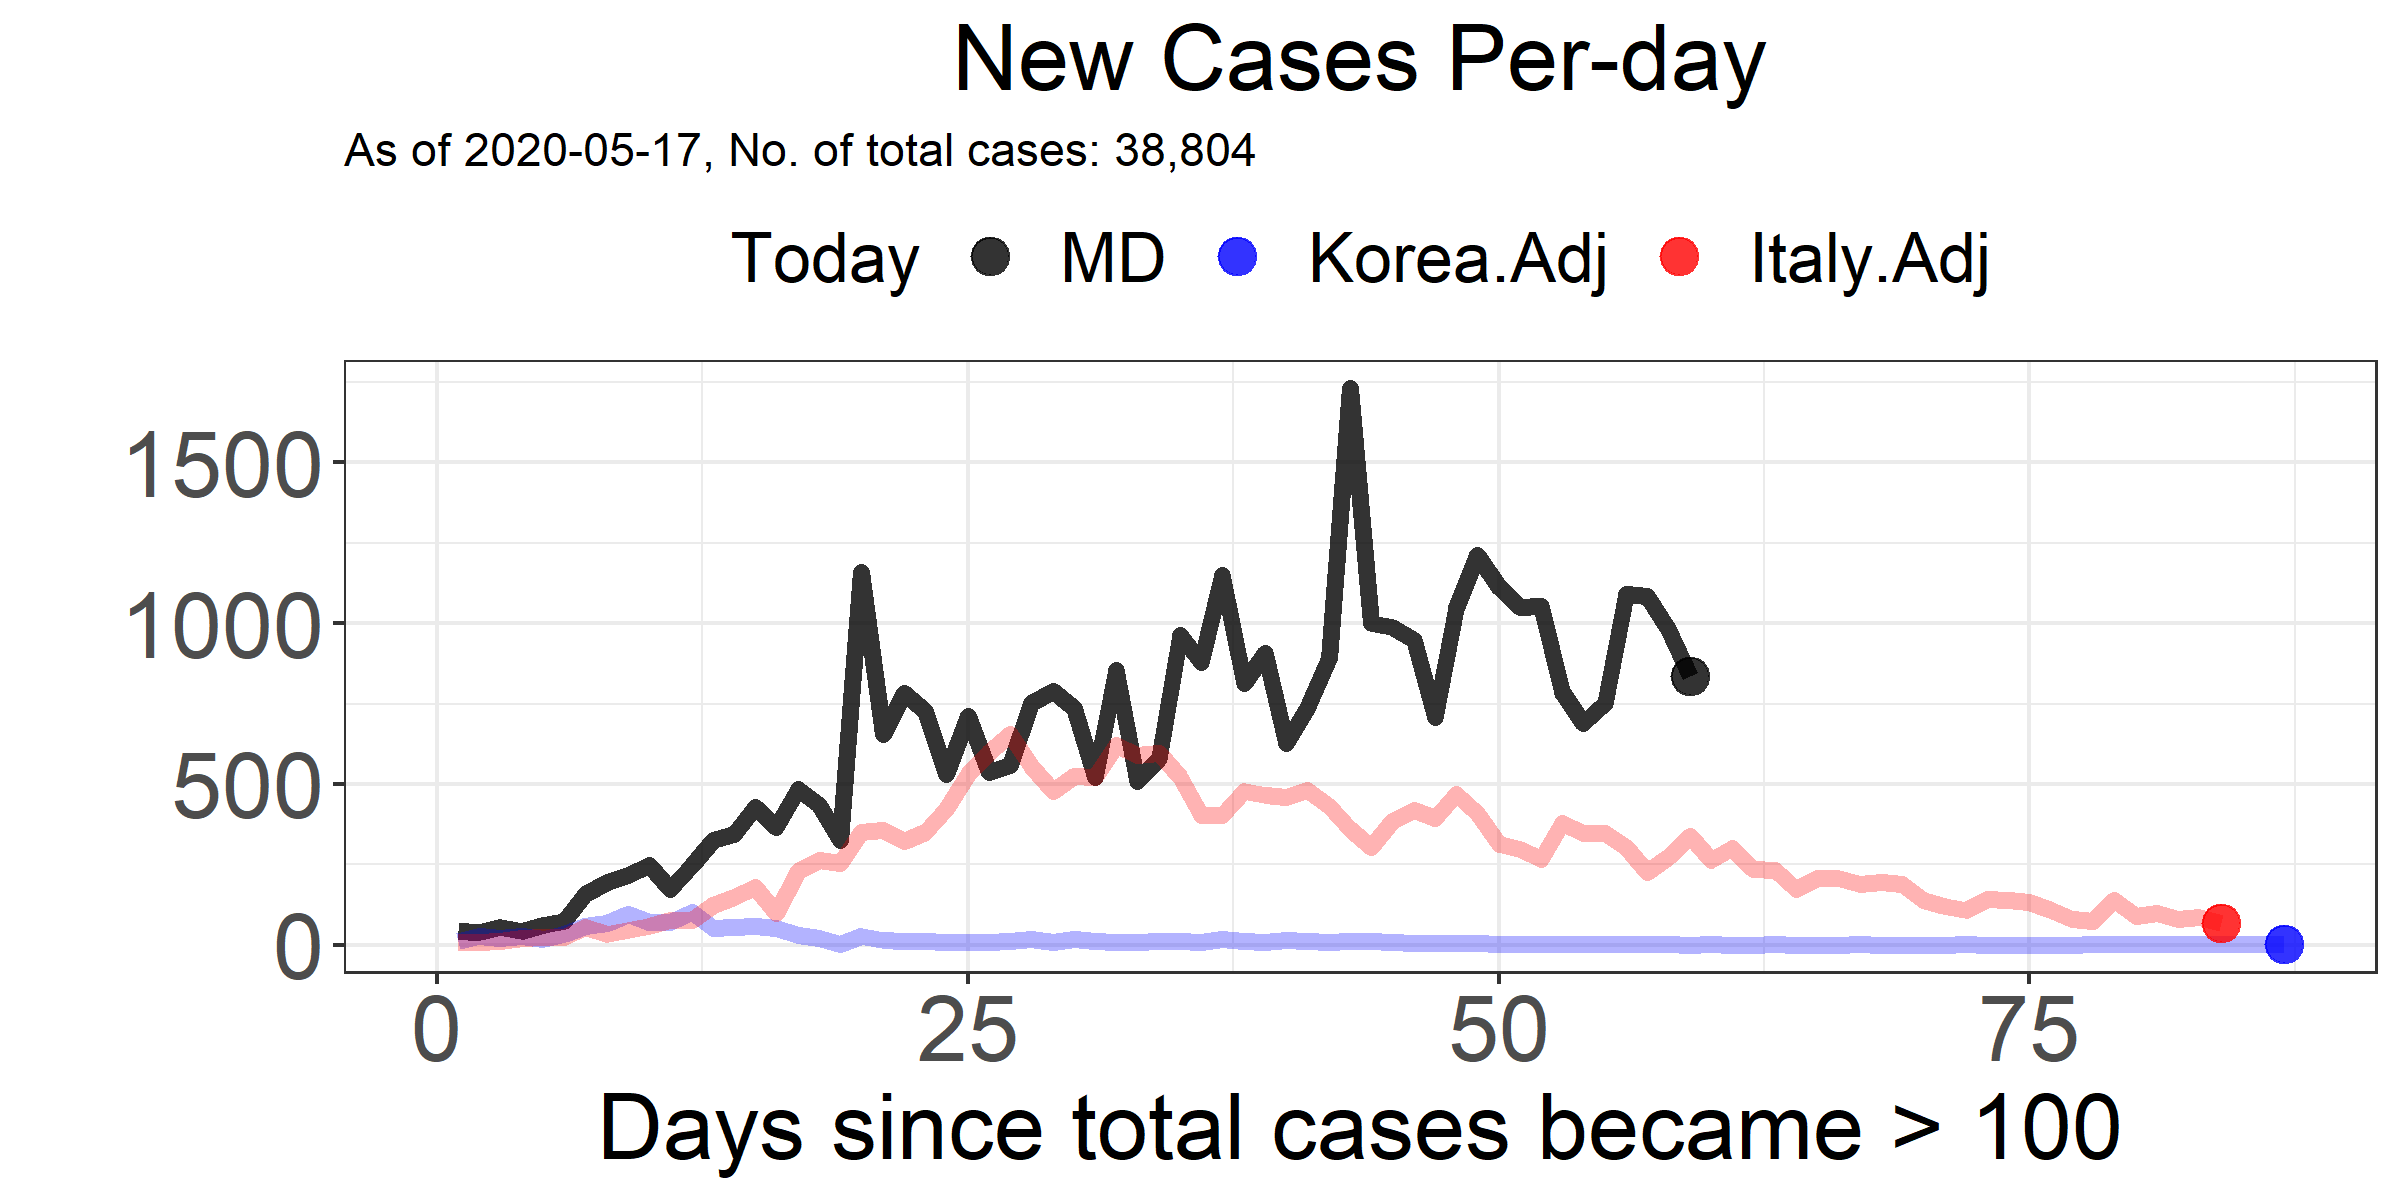 New Cases Per-day
As of 2020-05-17, No. of total cases: 38,804
Today MD Korea.Adj Italy.Adj
1500
1000
500
0
0 25 50 75
Days since total cases became > 100